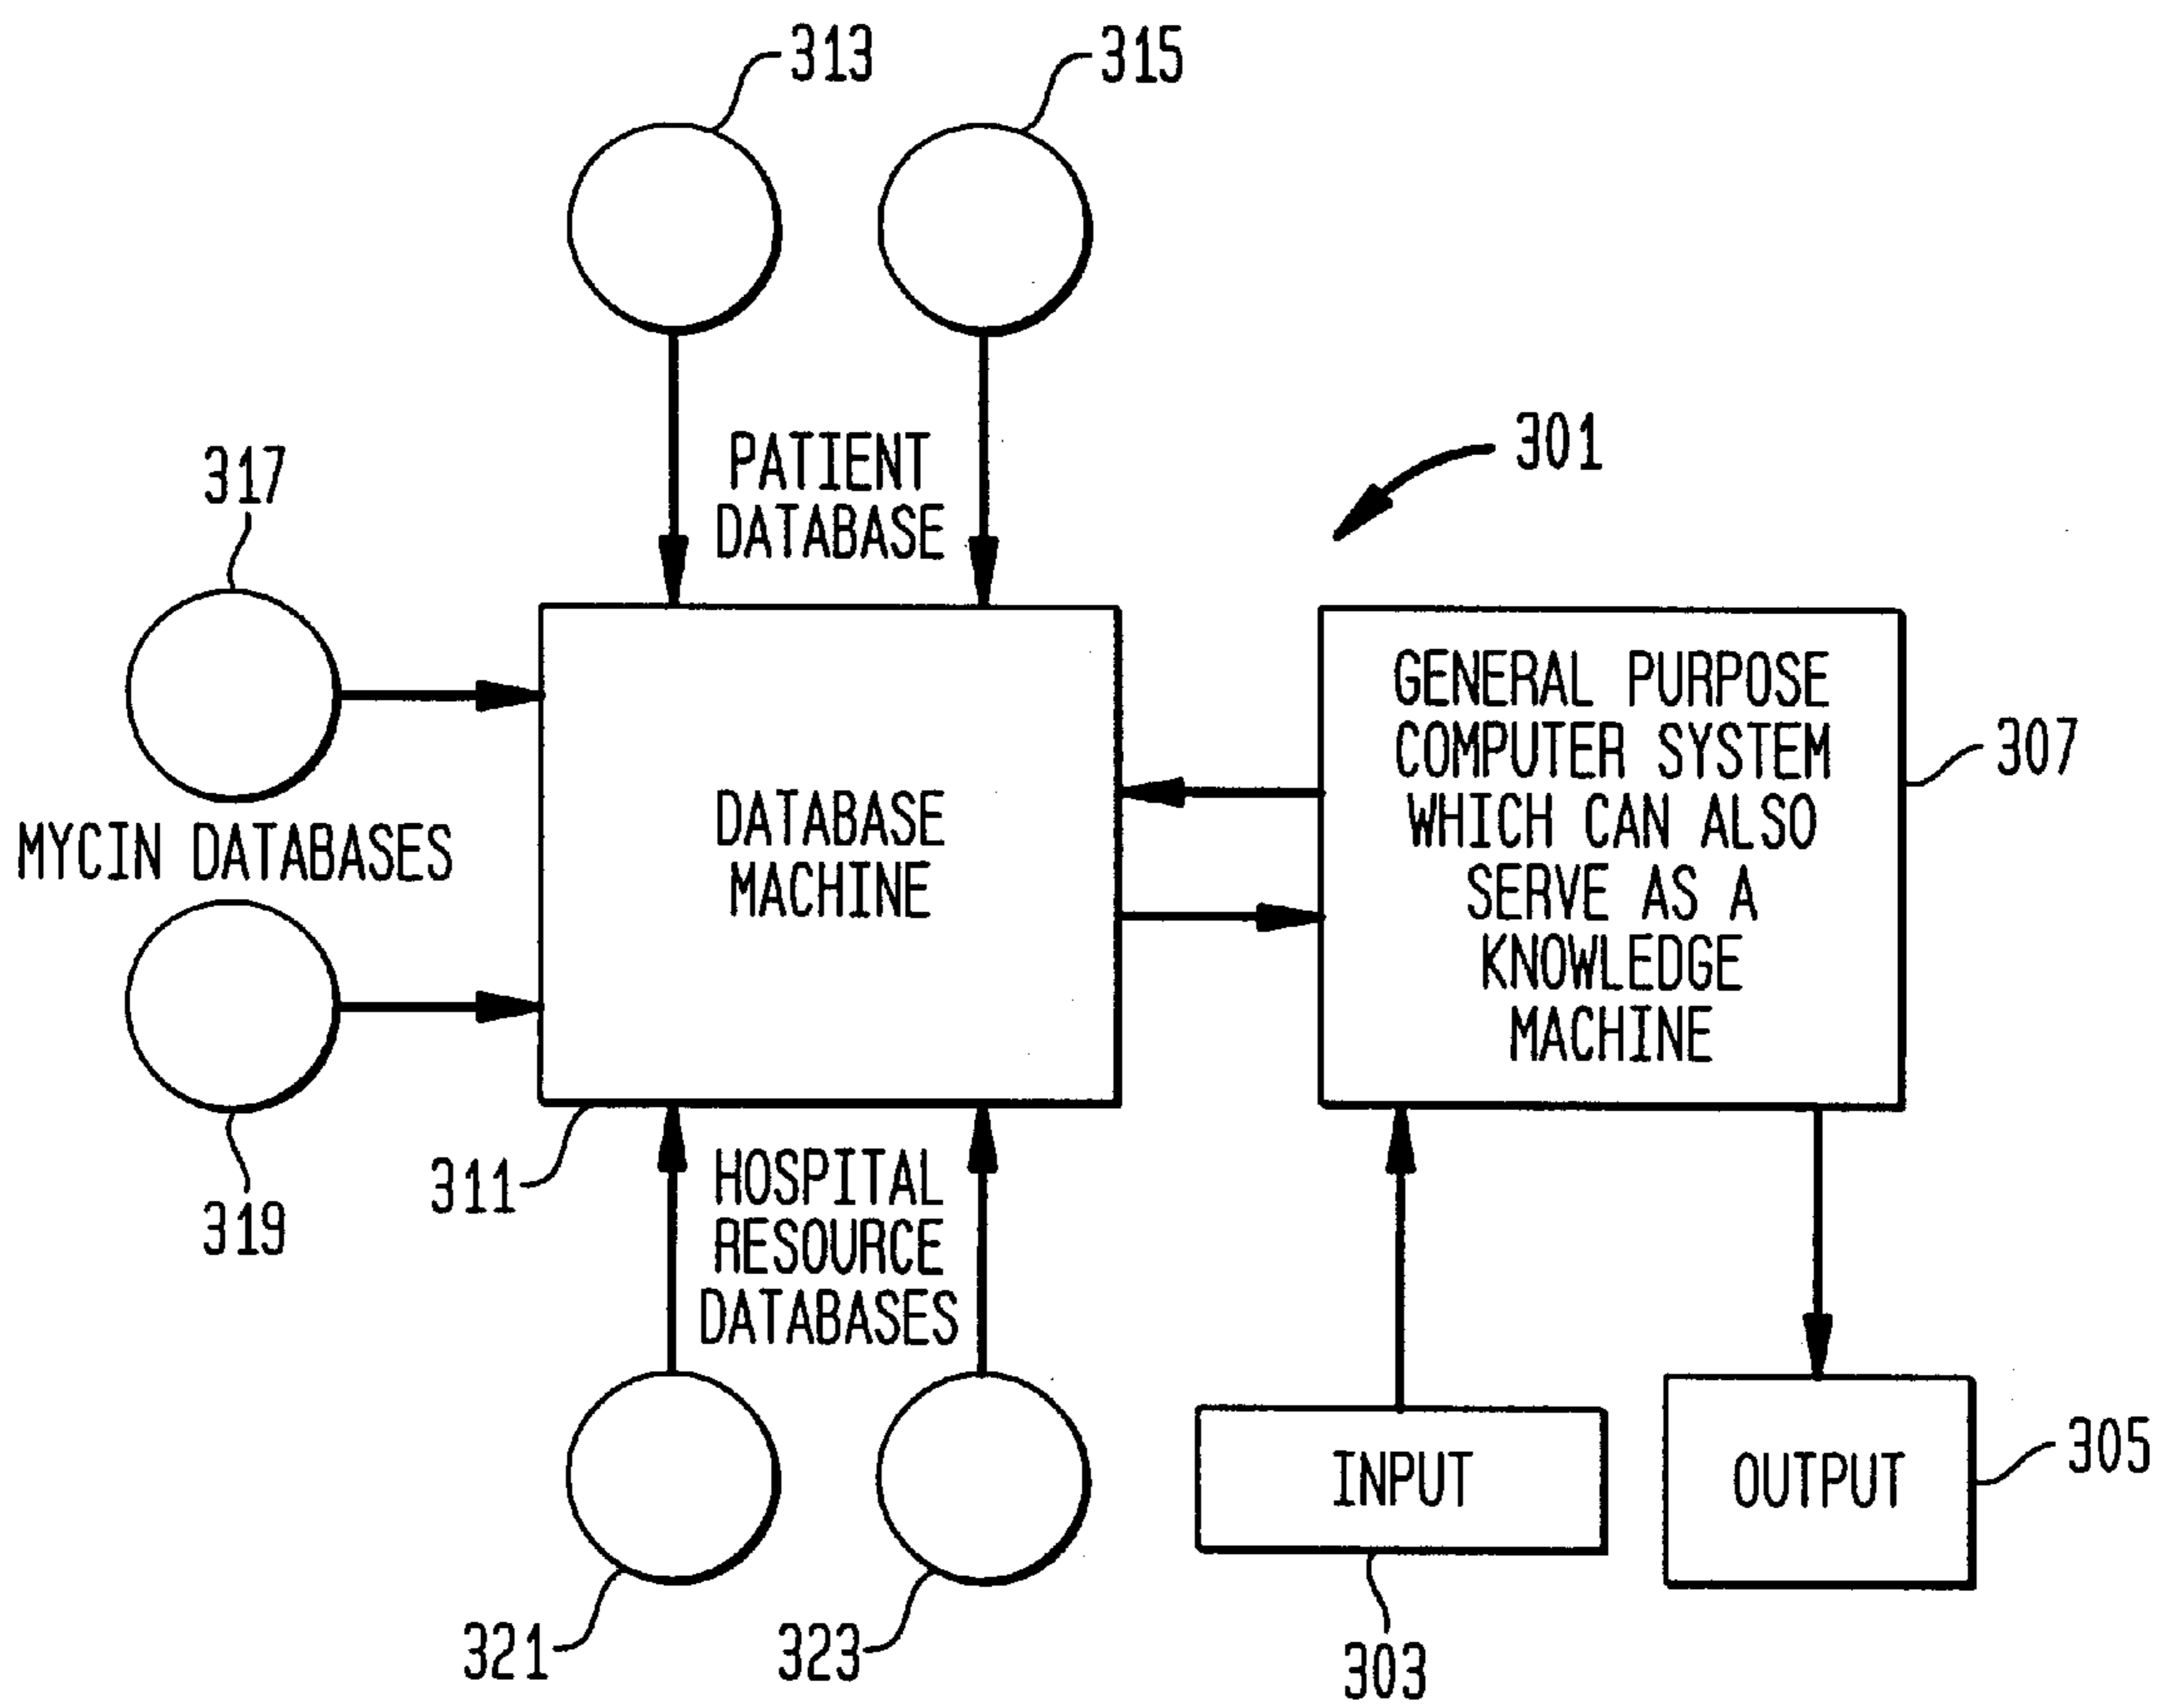 313
315
301
317
PATIENT
DATABASE
307
GENERAL PURPOSE
COMPUTER SYSTEM
WHICH CAN ALSO
SERVE AS A
KNOWLEDGE
MACHINE
DATABASE
MACHINE
MYCIN DATABASES
311
319
HOSPITAL
RESOURCE
DATABASES
INPUT
OUTPUT
305
321
323
303